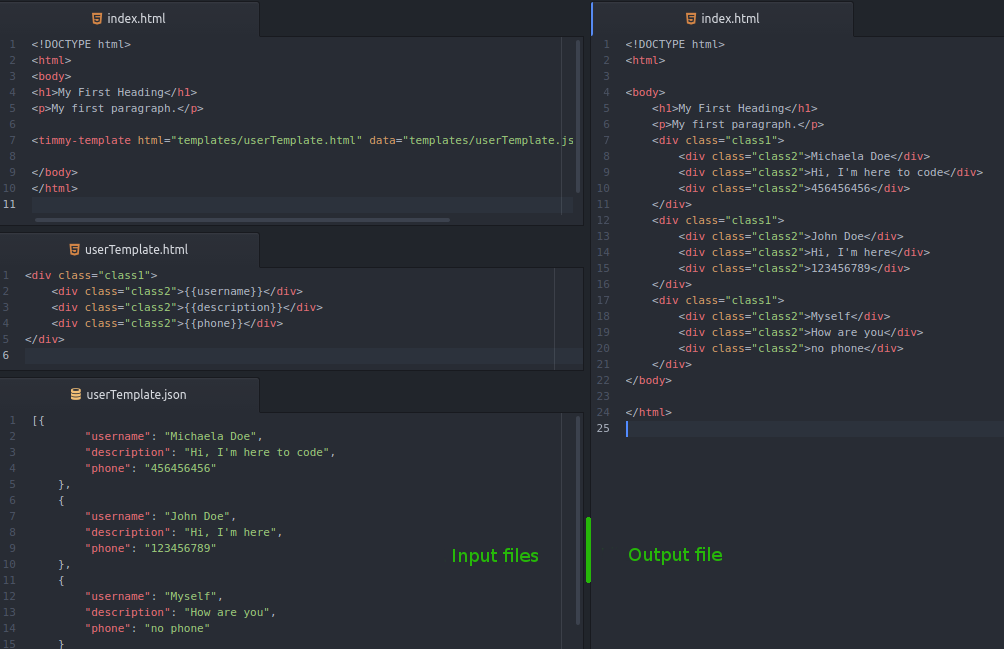 index.html
1 <!DOCTYPE html>
2 <html>
3 <body>
4 <h1>My First Heading</h1>
5 <p>My first paragraph.</p>
6
7 <timmy-template html="templates/userTemplate.html" data="templates/userTemplate.js
8
9 </body>
10 </html>
11
userTemplate.html
1 <div class="class1">
2     <div class="class2">{{username}}</div>
3     <div class="class2">{{description}}</div>
4     <div class="class2">{{phone}}</div>
5 </div>
6
userTemplate.json
1 [{
2         "username": "Michaela Doe",
3         "description": "Hi, I'm here to code",
4         "phone": "456456456"
5     },
6     {
7         "username": "John Doe",
8         "description": "Hi, I'm here",
9         "phone": "123456789"
10     },
11     {
12         "username": "Myself",
13         "description": "How are you",
14         "phone": "no phone"
15     }
Input files
index.html
1 <!DOCTYPE html>
2 <html>
3
4 <body>
5     <h1>My First Heading</h1>
6     <p>My first paragraph.</p>
7     <div class="class1">
8         <div class="class2">Michaela Doe</div>
9         <div class="class2">Hi, I'm here to code</div>
10         <div class="class2">456456456</div>
11     </div>
12     <div class="class1">
13         <div class="class2">John Doe</div>
14         <div class="class2">Hi, I'm here</div>
15         <div class="class2">123456789</div>
16     </div>
17     <div class="class1">
18         <div class="class2">Myself</div>
19         <div class="class2">How are you</div>
20         <div class="class2">no phone</div>
21     </div>
22 </body>
23
24 </html>
25
Output file